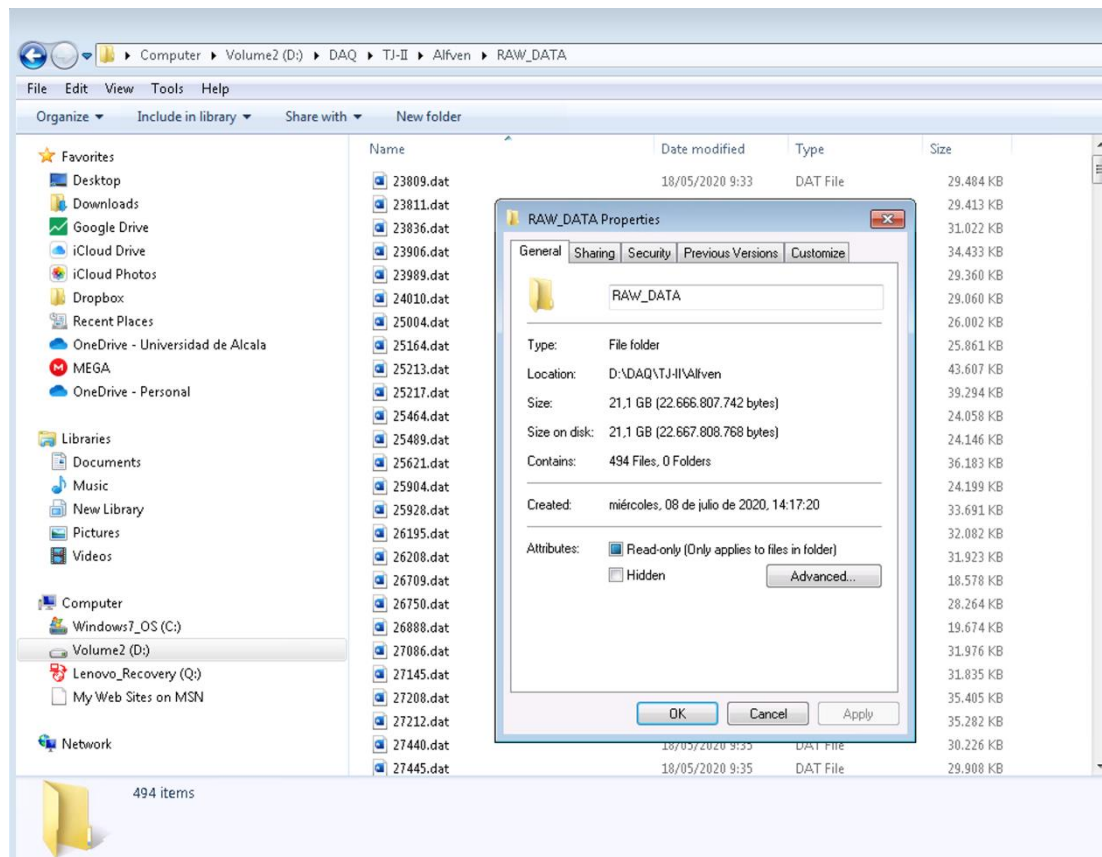 Computer ▸ Volume2 (D:) ▸ DAQ ▸ TJ-II ▸ Alfven ▸ RAW_DATA
File Edit View Tools Help
Organize Include in library Share with New folder
Favorites
Desktop
Downloads
Google Drive
iCloud Drive
iCloud Photos
Dropbox
Recent Places
OneDrive - Universidad de Alcala
MEGA
OneDrive - Personal
Libraries
Documents
Music
New Library
Pictures
Videos
Computer
Windows7_OS (C:)
Volume2 (D:)
Lenovo_Recovery (Q:)
My Web Sites on MSN
Network
Name Date modified Type Size
23809.dat 18/05/2020 9:33 DAT File 29.484 KB
23811.dat 29.413 KB
23836.dat 31.022 KB
23906.dat 34.433 KB
23989.dat 29.360 KB
24010.dat 29.060 KB
25004.dat 26.002 KB
25164.dat 25.861 KB
25213.dat 43.607 KB
25217.dat 39.294 KB
25464.dat 24.058 KB
25489.dat 24.146 KB
25621.dat 36.183 KB
25904.dat 24.199 KB
25928.dat 33.691 KB
26195.dat 32.082 KB
26208.dat 31.923 KB
26709.dat 18.578 KB
26750.dat 28.264 KB
26888.dat 19.674 KB
27086.dat 31.976 KB
27145.dat 31.835 KB
27208.dat 35.405 KB
27212.dat 35.282 KB
27440.dat 18/05/2020 9:35 DAT File 30.226 KB
27445.dat 18/05/2020 9:35 DAT File 29.908 KB
RAW_DATA Properties
General Sharing Security Previous Versions Customize
RAW_DATA
Type: File folder
Location: D:\DAQ\TJ-II\Alfven
Size: 21,1 GB (22.666.807.742 bytes)
Size on disk: 21,1 GB (22.667.808.768 bytes)
Contains: 494 Files, 0 Folders
Created: miércoles, 08 de julio de 2020, 14:17:20
Attributes: Read-only (Only applies to files in folder)
Hidden Advanced...
OK Cancel Apply
494 items